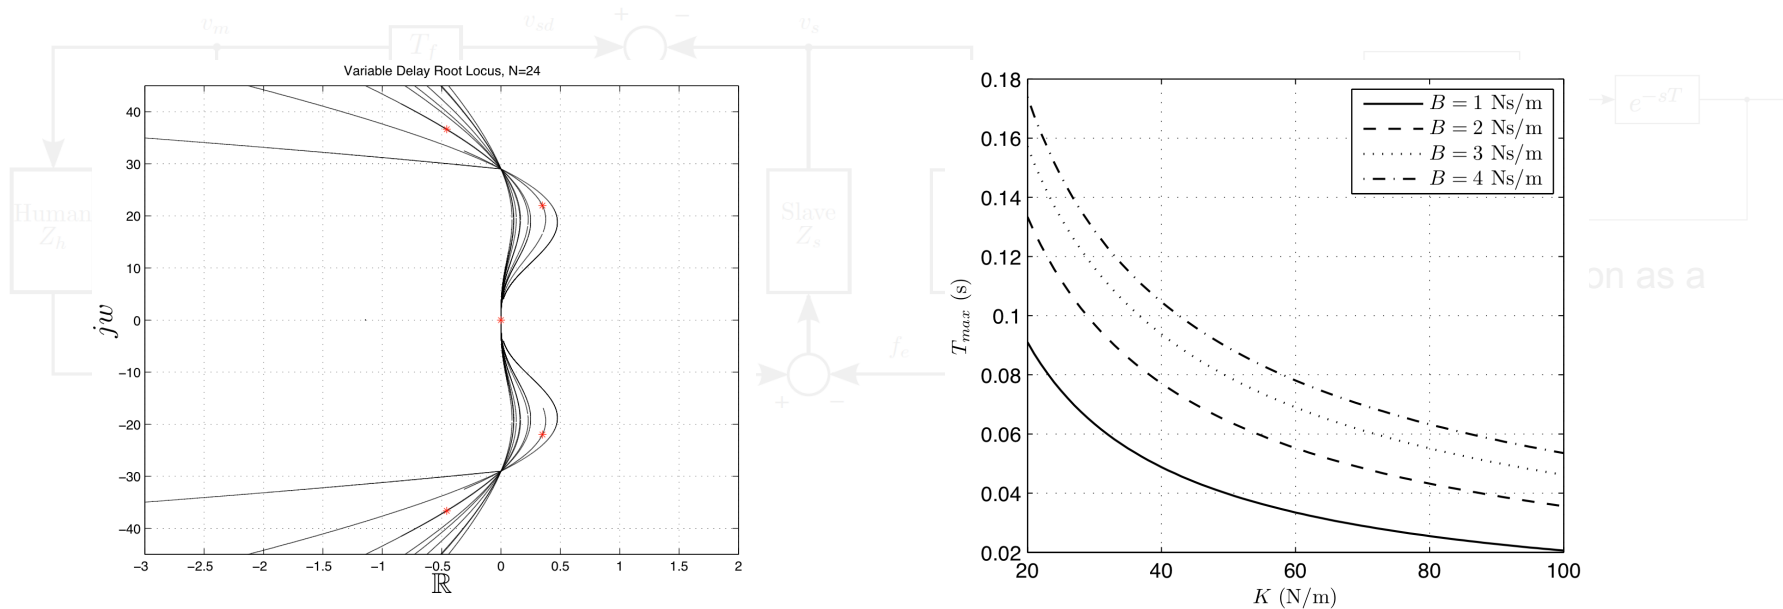 v_m
v_sd
+
−
v_s
T_f
Variable Delay Root Locus, N=24
40
30
20
10
0
−10
−20
−30
−40
jw
−3 −2.5 −2 −1.5 −1 −0.5 0 0.5 1 1.5 2
ℝ
Human
Z_h
Slave
Z_s
f_e
+
−
0.18
0.16
0.14
0.12
0.1
0.08
0.06
0.04
0.02
T_max (s)
20 40 60 80 100
K (N/m)
B = 1 Ns/m
B = 2 Ns/m
B = 3 Ns/m
B = 4 Ns/m
e^−sT
on as a